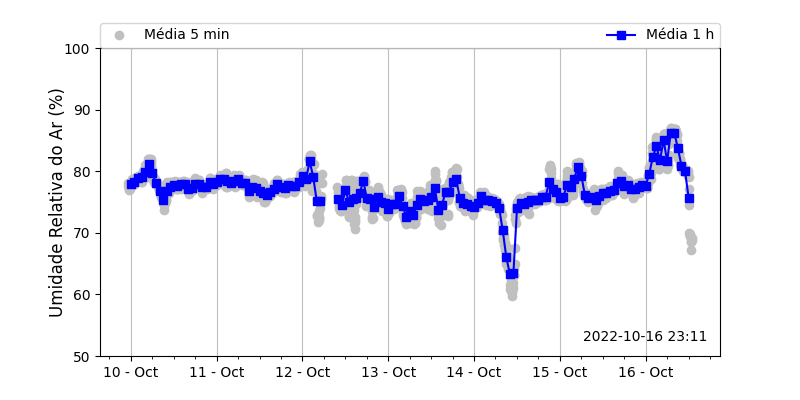 Média 5 min
Média 1 h
Umidade Relativa do Ar (%)
100
90
80
70
60
50
2022-10-16 23:11
10 - Oct
11 - Oct
12 - Oct
13 - Oct
14 - Oct
15 - Oct
16 - Oct